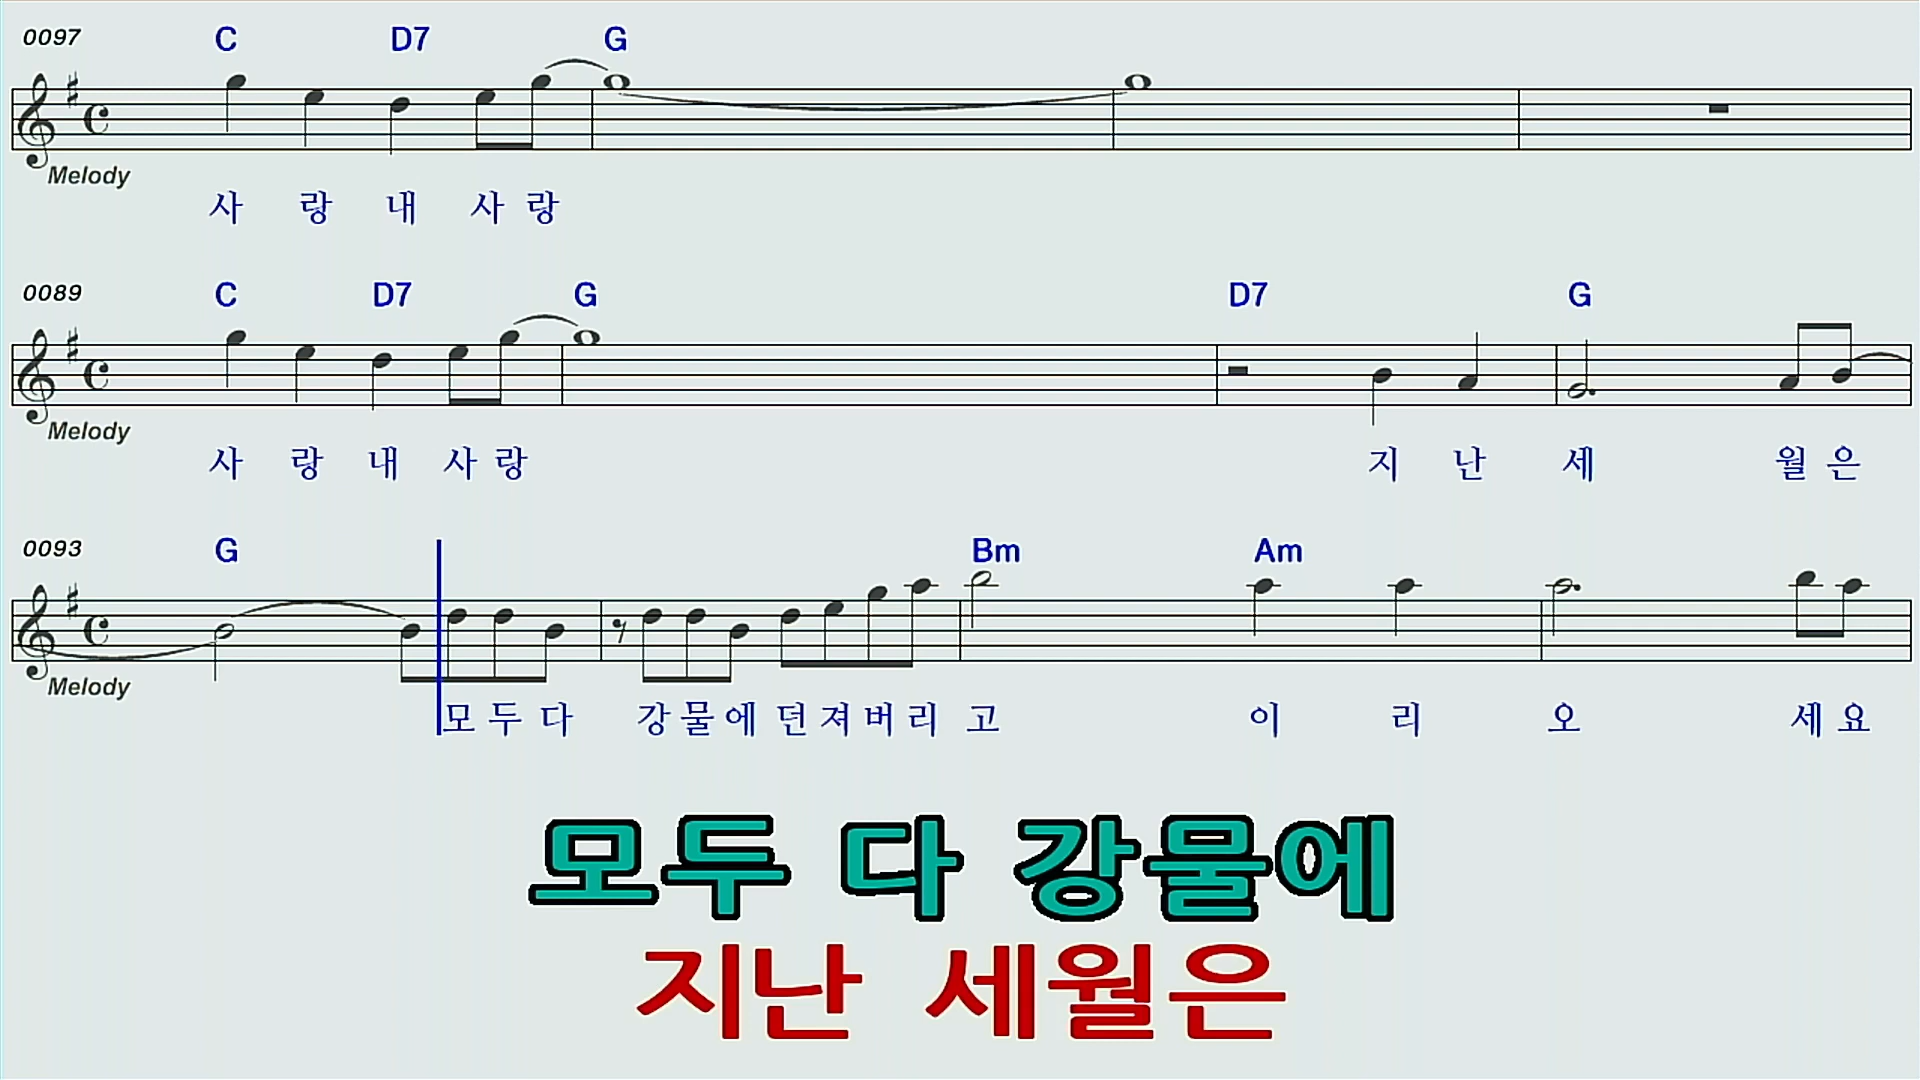 0097 C D7 G
Melody
사 랑 내 사 랑
0089 C D7 G D7 G
Melody
사 랑 내 사 랑 지 난 세 월 은
0093 G Bm Am
Melody
모 두 다 강 물 에 던 져 버 리 고 이 리 오 세 요
모두 다 강물에
지난 세월은